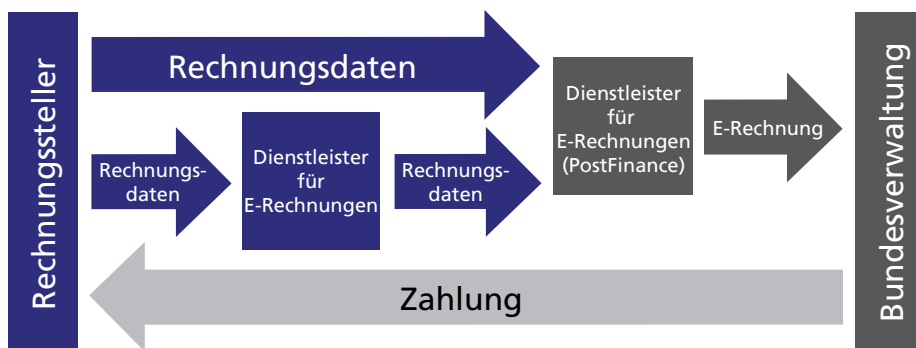 Rechnungssteller
Rechnungsdaten
Rechnungs-
daten
Dienstleister
für
E-Rechnungen
Rechnungs-
daten
Dienstleister
für
E-Rechnungen
(PostFinance)
E-Rechnung
Zahlung
Bundesverwaltung